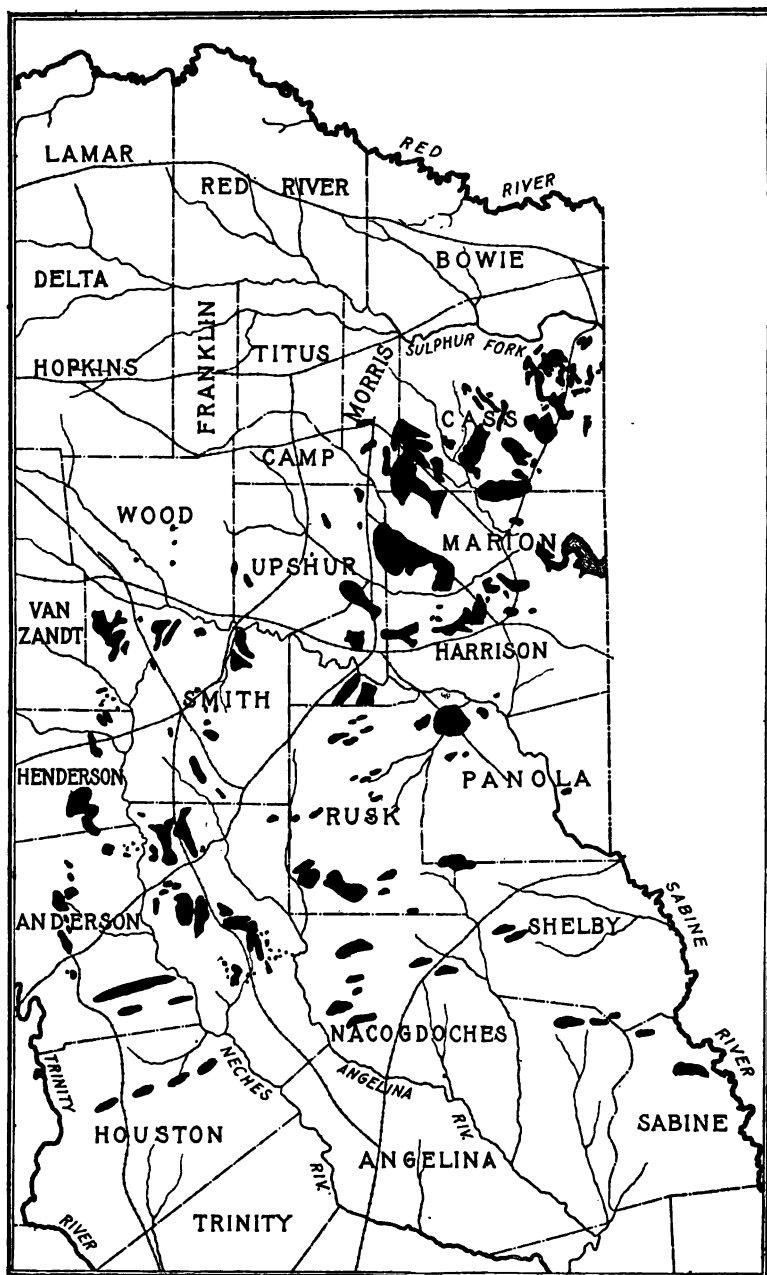 RED
RIVER
LAMAR
RED RIVER
BOWIE
DELTA
FRANKLIN
TITUS
MORRIS
SULPHUR FORK
HOPKINS
CASS
CAMP
WOOD
MARION
UPSHUR
VAN
ZANDT
HARRISON
SMITH
HENDERSON
PANOLA
RUSK
SABINE
RIVER
ANDERSON
SHELBY
NACOGDOCHES
TRINITY
RIVER
NECHES
RIV.
ANGELINA
RIV.
HOUSTON
SABINE
ANGELINA
TRINITY